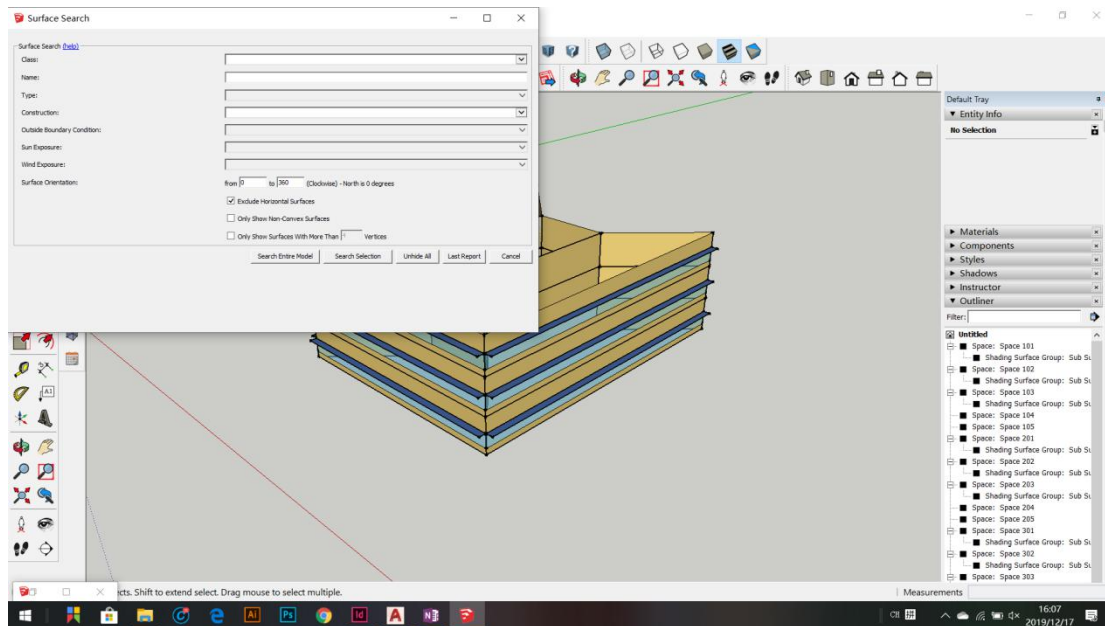 Surface Search
Surface Search (help)
Class:
Name:
Type:
Construction:
Outside Boundary Condition:
Sun Exposure:
Wind Exposure:
Surface Orientation:
from 0 to 360 (Clockwise) - North is 0 degrees
Exclude Horizontal Surfaces
Only Show Non-Convex Surfaces
Only Show Surfaces With More Than Vertices
Search Entire Model Search Selection Unhide All Last Report Cancel
Default Tray
Entity Info
No Selection
Materials
Components
Styles
Shadows
Instructor
Outliner
Filter:
Untitled
Space: Space 101
Shading Surface Group: Sub Su
Space: Space 102
Shading Surface Group: Sub Su
Space: Space 103
Shading Surface Group: Sub Su
Space: Space 104
Space: Space 105
Space: Space 201
Shading Surface Group: Sub Su
Space: Space 202
Shading Surface Group: Sub Su
Space: Space 203
Shading Surface Group: Sub Su
Space: Space 204
Space: Space 205
Space: Space 301
Shading Surface Group: Sub Su
Space: Space 302
Shading Surface Group: Sub Su
Space: Space 303
A1
cts. Shift to extend select. Drag mouse to select multiple.
Measurements
Ai Ps Id A N
16:07
2019/12/17